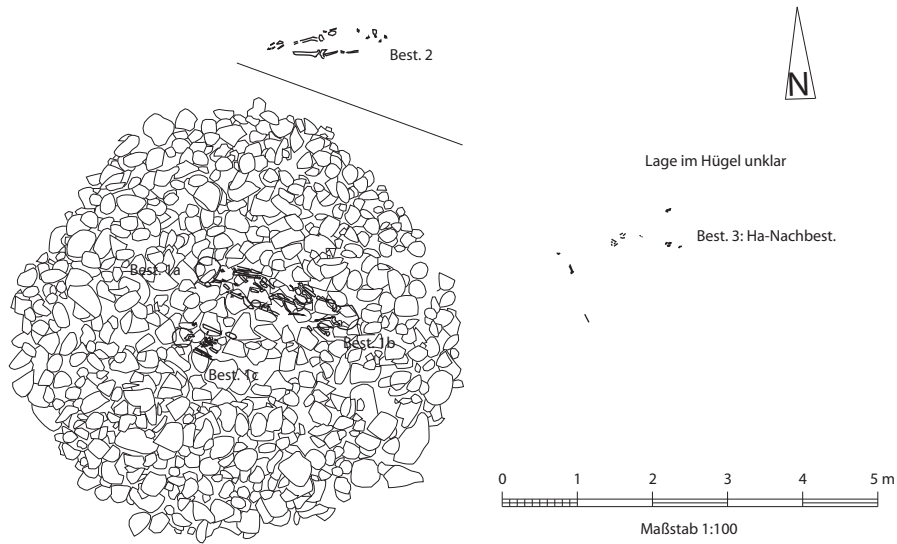 Best. 2
N
Lage im Hügel unklar
Best. 3: Ha-Nachbest.
Best. 1a
Best. 1b
Best. 1c
0 1 2 3 4 5 m
Maßstab 1:100